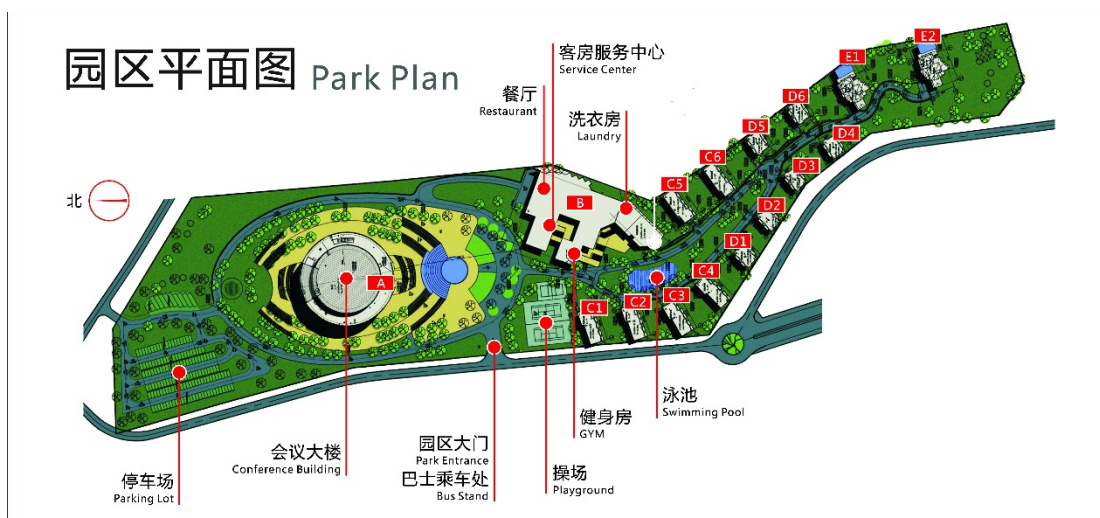 园区平面图 Park Plan
客房服务中心
Service Center
餐厅
Restaurant
洗衣房
Laundry
北
E2
E1
D6
D5
D4
C6
D3
C5
B
D2
D1
A
C4
C1
C2
C3
泳池
Swimming Pool
健身房
GYM
会议大楼
Conference Building
园区大门
Park Entrance
巴士乘车处
Bus Stand
操场
Playground
停车场
Parking Lot